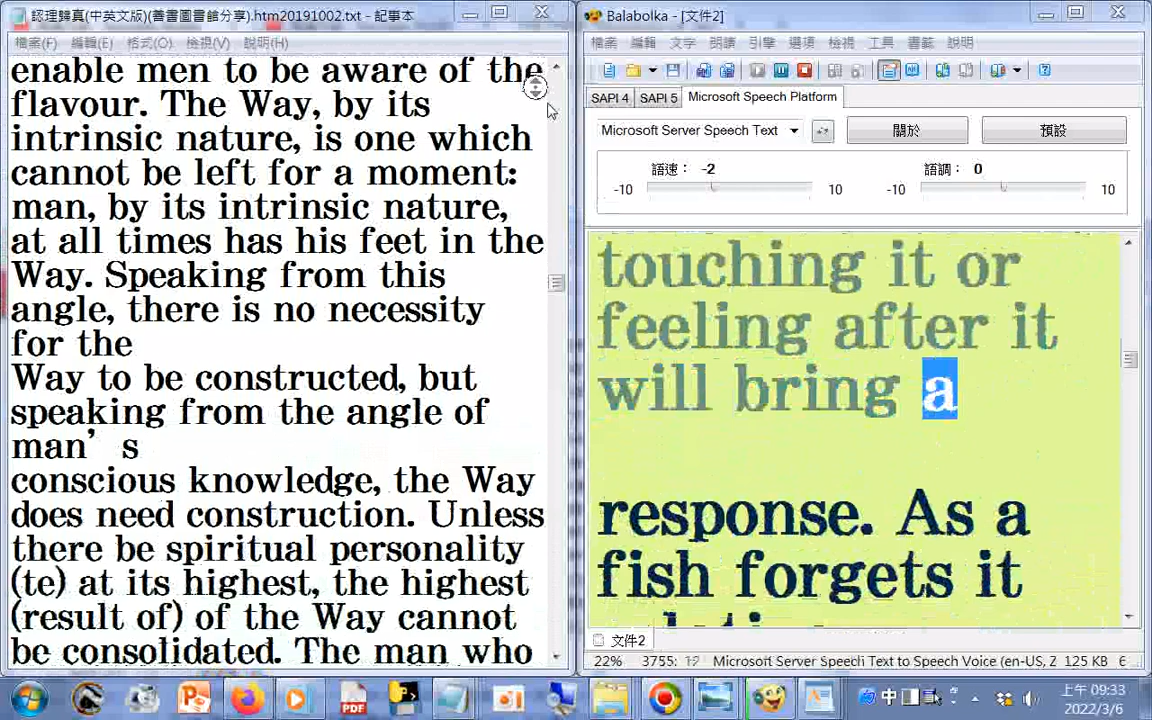 認理歸真(中英文版)(善書圖書館分享).htm20191002.txt - 記事本
檔案(F) 編輯(E) 格式(O) 檢視(V) 說明(H)
enable men to be aware of the
flavour. The Way, by its
intrinsic nature, is one which
cannot be left for a moment:
man, by its intrinsic nature,
at all times has his feet in the
Way. Speaking from this
angle, there is no necessity
for the
Way to be constructed, but
speaking from the angle of
man’s
conscious knowledge, the Way
does need construction. Unless
there be spiritual personality
(te) at its highest, the highest
(result of) of the Way cannot
be consolidated. The man who
Balabolka - [文件2]
檔案 編輯 文字 朗讀 引擎 選項 檢視 工具 書籤 說明
SAPI 4 SAPI 5 Microsoft Speech Platform
Microsoft Server Speech Text 關於 預設
語速： -2 語調： 0
-10 10 -10 10
touching it or
feeling after it
will bring a
response. As a
fish forgets it
文件2
22% 3755: 12 Microsoft Server Speech Text to Speech Voice (en-US, Z 125 KB 6
中 上午 09:33
2022/3/6